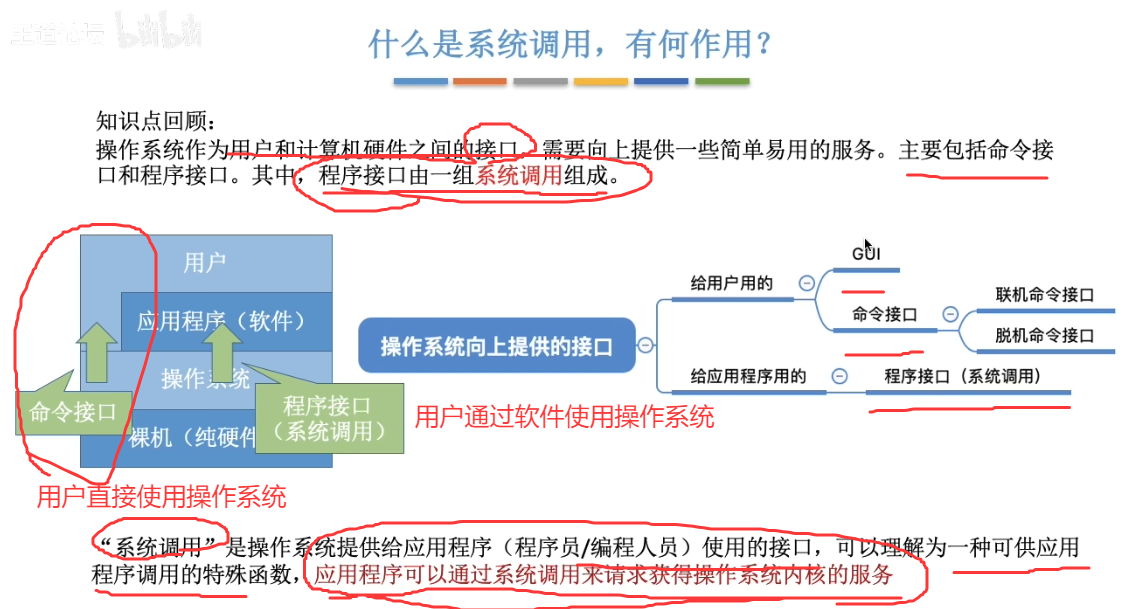 王道论坛 bilibili
什么是系统调用，有何作用？
知识点回顾：
操作系统作为用户和计算机硬件之间的接口，需要向上提供一些简单易用的服务。主要包括命令接
口和程序接口。其中，程序接口由一组系统调用组成。
用户
应用程序（软件）
操作系统
裸机（纯硬件
命令接口
程序接口
（系统调用）
用户直接使用操作系统
用户通过软件使用操作系统
操作系统向上提供的接口
给用户用的
GUI
命令接口
联机命令接口
脱机命令接口
给应用程序用的
程序接口（系统调用）
“系统调用”是操作系统提供给应用程序（程序员/编程人员）使用的接口，可以理解为一种可供应用
程序调用的特殊函数，应用程序可以通过系统调用来请求获得操作系统内核的服务